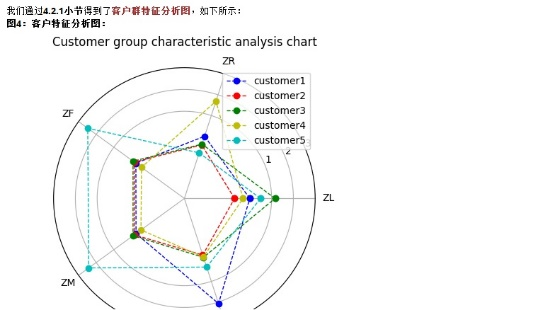 我们通过4.2.1小节得到了客户群特征分析图，如下所示：
图4：客户特征分析图：
Customer group characteristic analysis chart
ZR
customer1
customer2
customer3
customer4
customer5
ZF
2
1
ZL
ZM